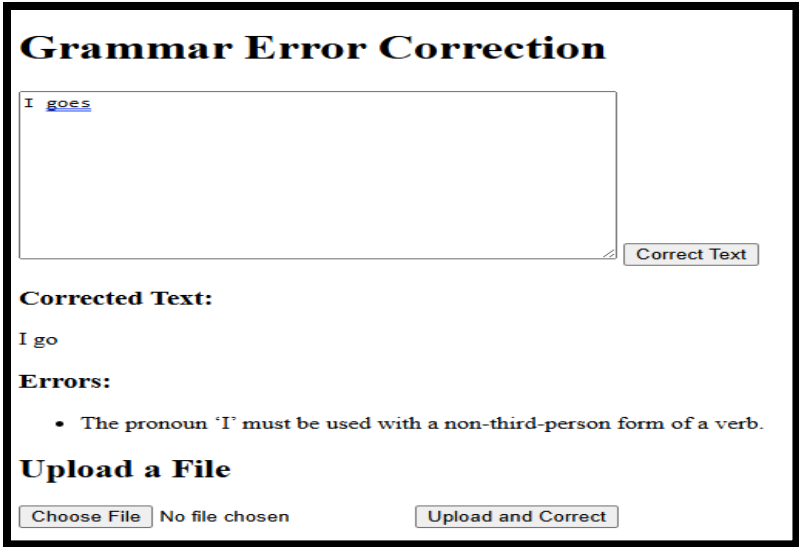 Grammar Error Correction
I goes
Correct Text
Corrected Text:
I go
Errors:
• The pronoun ‘I’ must be used with a non-third-person form of a verb.
Upload a File
Choose File No file chosen Upload and Correct